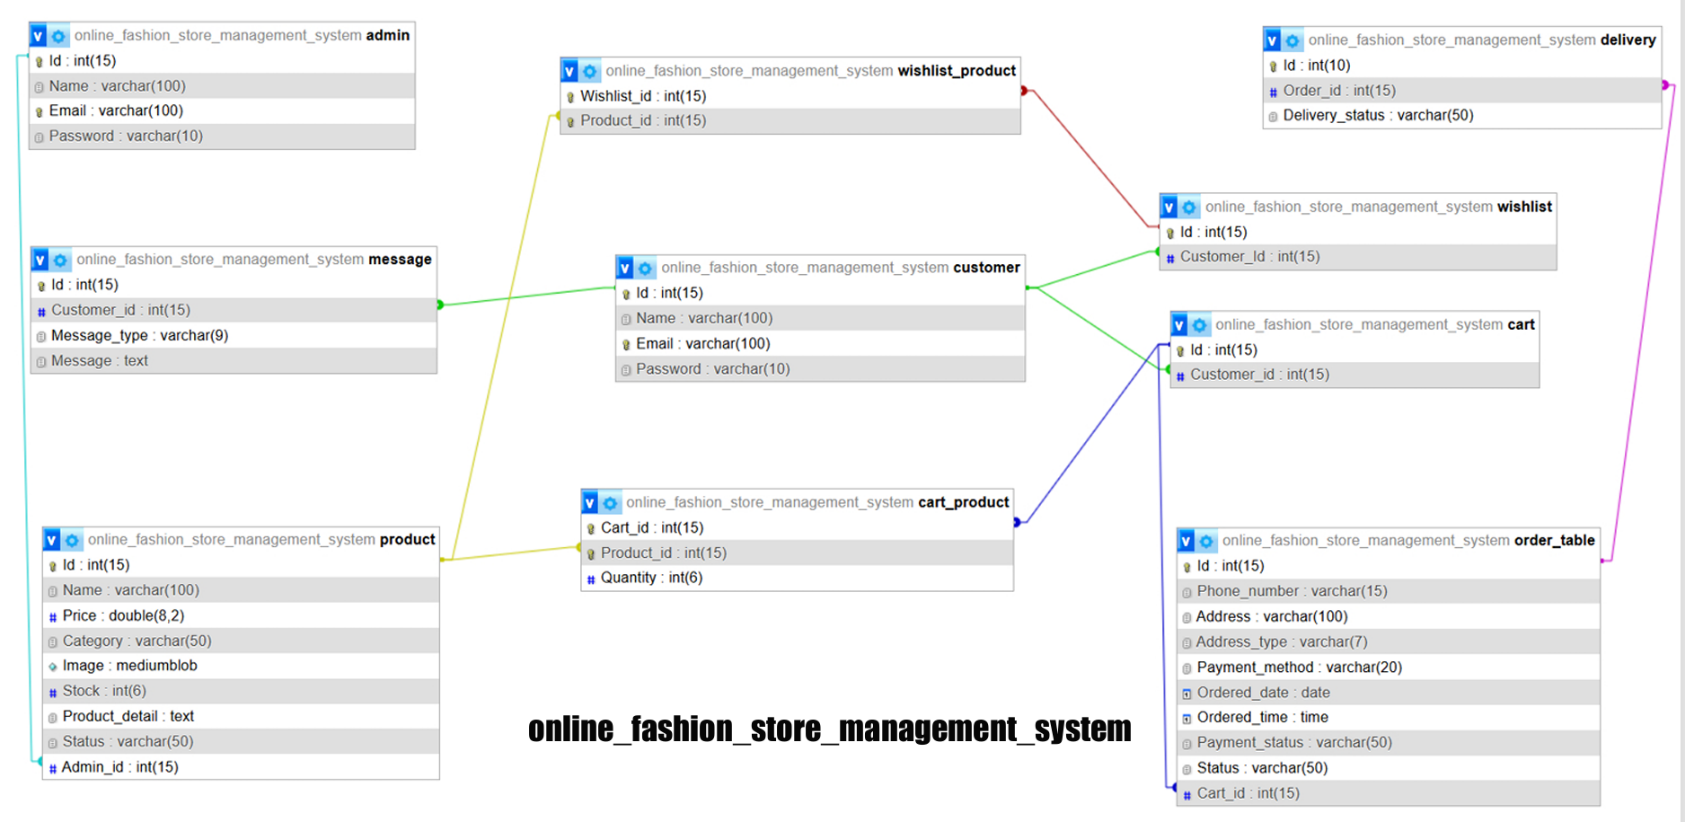 online_fashion_store_management_system admin
Id : int(15)
Name : varchar(100)
Email : varchar(100)
Password : varchar(10)
online_fashion_store_management_system wishlist_product
Wishlist_id : int(15)
Product_id : int(15)
online_fashion_store_management_system delivery
Id : int(10)
Order_id : int(15)
Delivery_status : varchar(50)
online_fashion_store_management_system wishlist
Id : int(15)
Customer_Id : int(15)
online_fashion_store_management_system message
Id : int(15)
Customer_id : int(15)
Message_type : varchar(9)
Message : text
online_fashion_store_management_system customer
Id : int(15)
Name : varchar(100)
Email : varchar(100)
Password : varchar(10)
online_fashion_store_management_system cart
Id : int(15)
Customer_id : int(15)
online_fashion_store_management_system product
Id : int(15)
Name : varchar(100)
Price : double(8,2)
Category : varchar(50)
Image : mediumblob
Stock : int(6)
Product_detail : text
Status : varchar(50)
Admin_id : int(15)
online_fashion_store_management_system cart_product
Cart_id : int(15)
Product_id : int(15)
Quantity : int(6)
online_fashion_store_management_system order_table
Id : int(15)
Phone_number : varchar(15)
Address : varchar(100)
Address_type : varchar(7)
Payment_method : varchar(20)
Ordered_date : date
Ordered_time : time
Payment_status : varchar(50)
Status : varchar(50)
Cart_id : int(15)
online_fashion_store_management_system